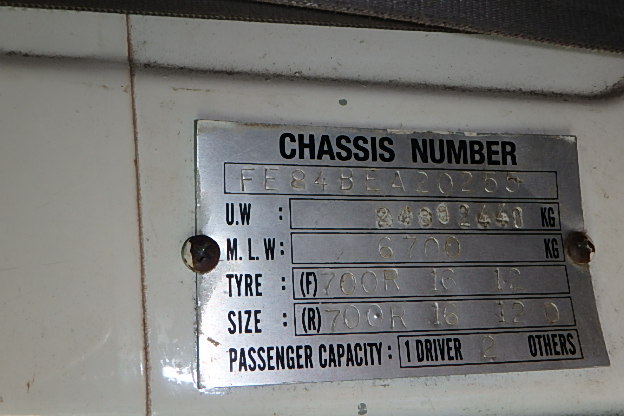 CHASSIS NUMBER
FE84BEA20255
U.W : KG
M.L.W: 6700 KG
TYRE : (F) 700R 16 12
SIZE : (R) 700R 16 12 D
PASSENGER CAPACITY : 1 DRIVER 2 OTHERS